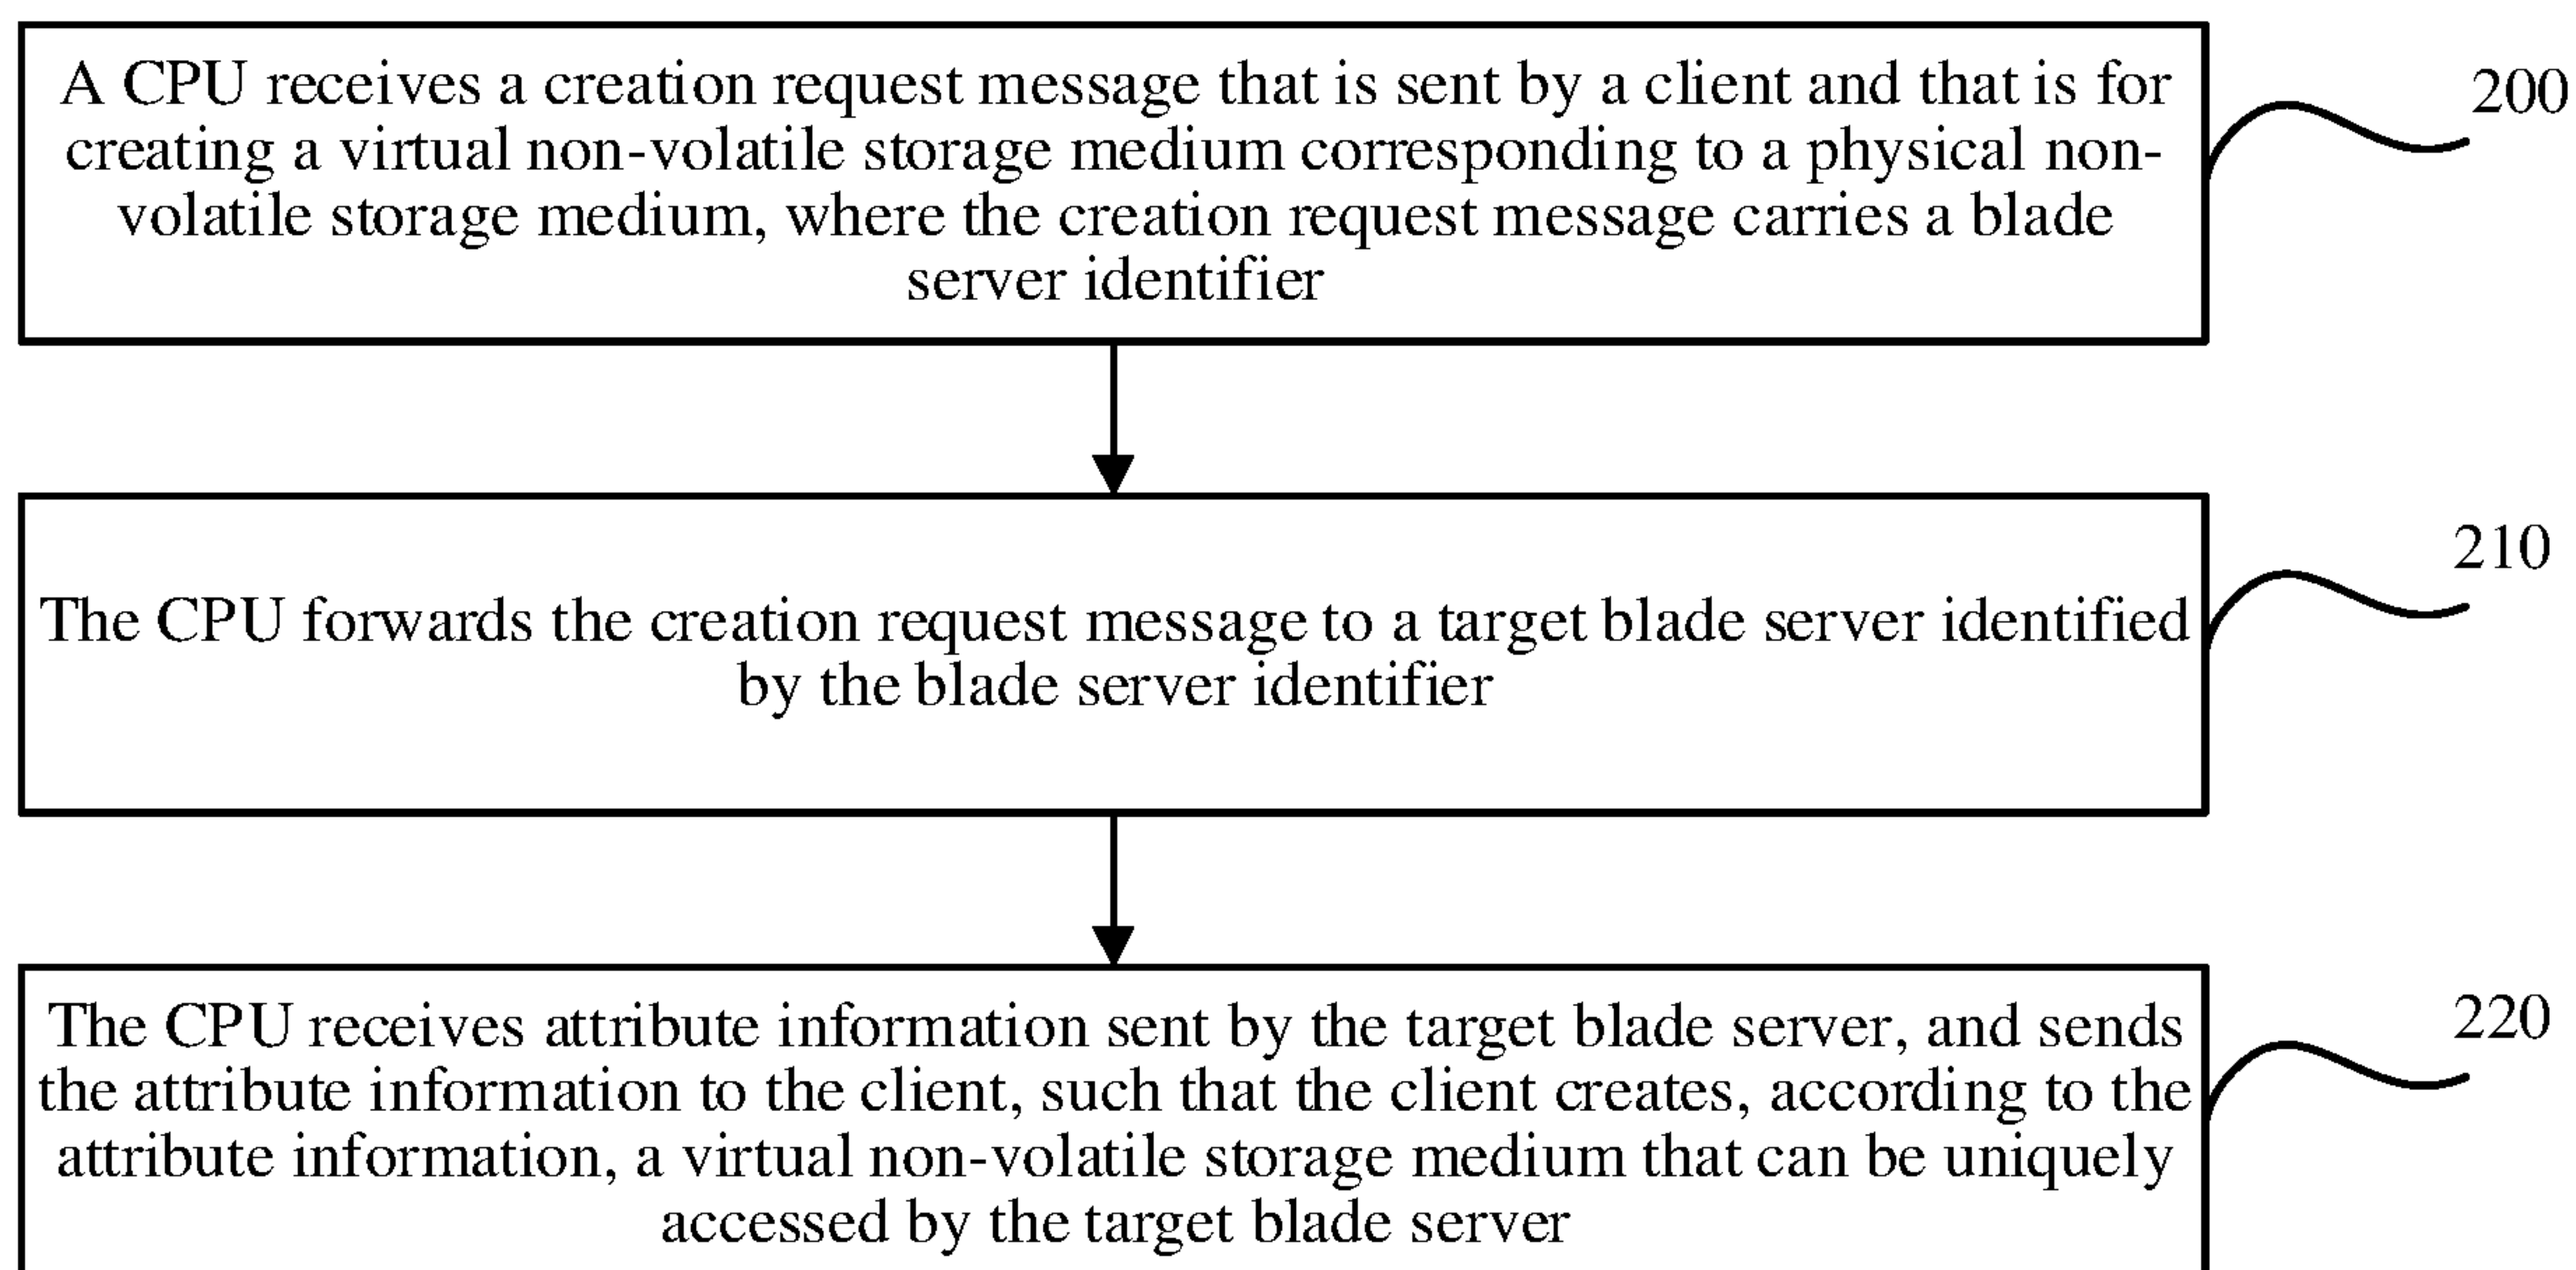 A CPU receives a creation request message that is sent by a client and that is for
creating a virtual non-volatile storage medium corresponding to a physical non-
volatile storage medium, where the creation request message carries a blade
server identifier
200
The CPU forwards the creation request message to a target blade server identified
by the blade server identifier
210
The CPU receives attribute information sent by the target blade server, and sends
the attribute information to the client, such that the client creates, according to the
attribute information, a virtual non-volatile storage medium that can be uniquely
accessed by the target blade server
220